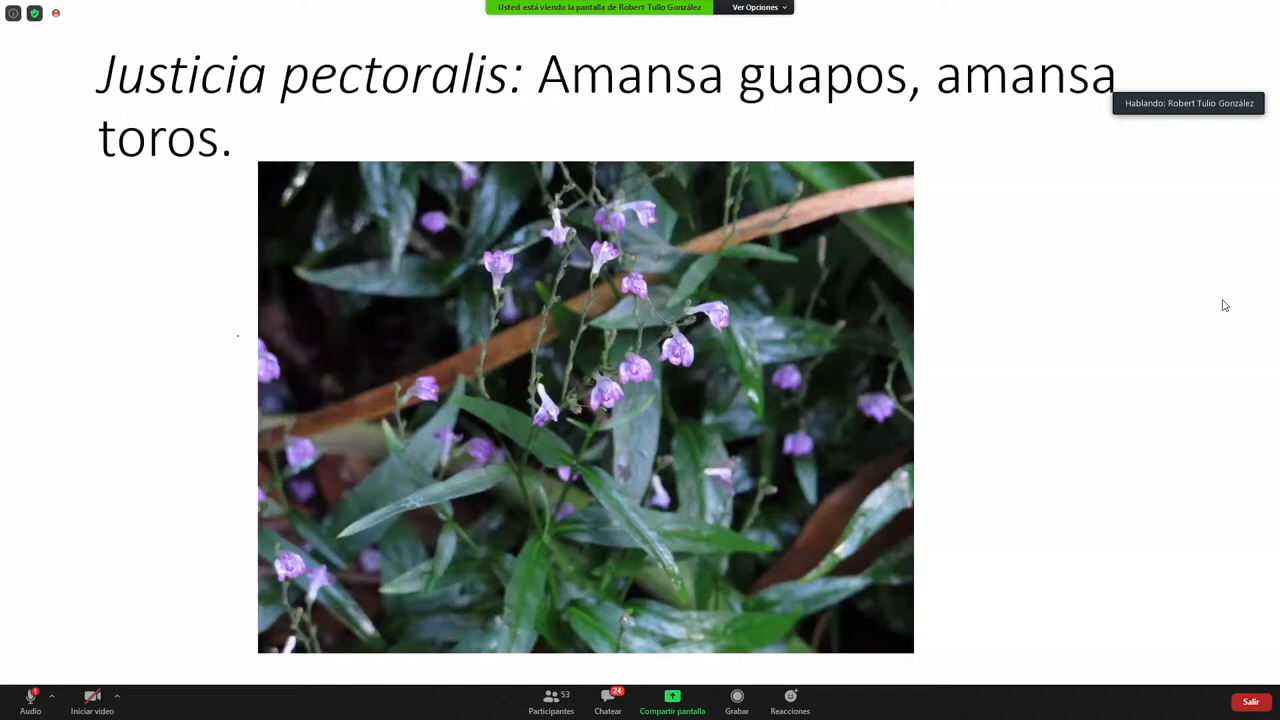 Usted está viendo la pantalla de Robert Tulio González
Ver Opciones
Justicia pectoralis: Amansa guapos, amansa
toros.
Hablando: Robert Tulio González
Audio
Iniciar vídeo
53
Participantes
24
Chatear
Compartir pantalla
Grabar
Reacciones
Salir